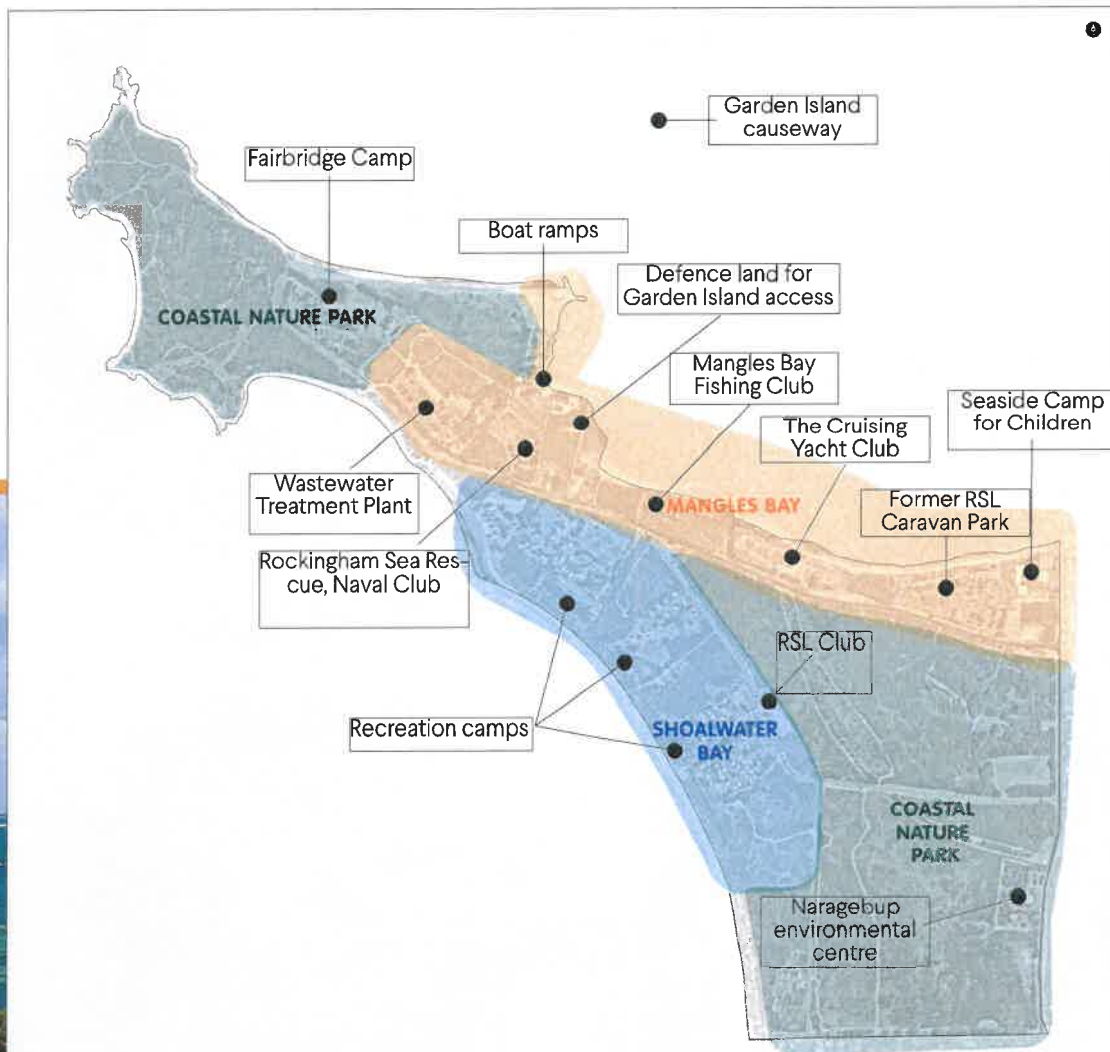 Garden Island
causeway
Fairbridge Camp
Boat ramps
Defence land for
Garden Island access
COASTAL NATURE PARK
Mangles Bay
Fishing Club
Seaside Camp
for Children
The Cruising
Yacht Club
Wastewater
Treatment Plant
MANGLES BAY
Former RSL
Caravan Park
Rockingham Sea Res-
cue, Naval Club
RSL Club
Recreation camps
SHOALWATER
BAY
COASTAL
NATURE
PARK
Naragebup
environmental
centre